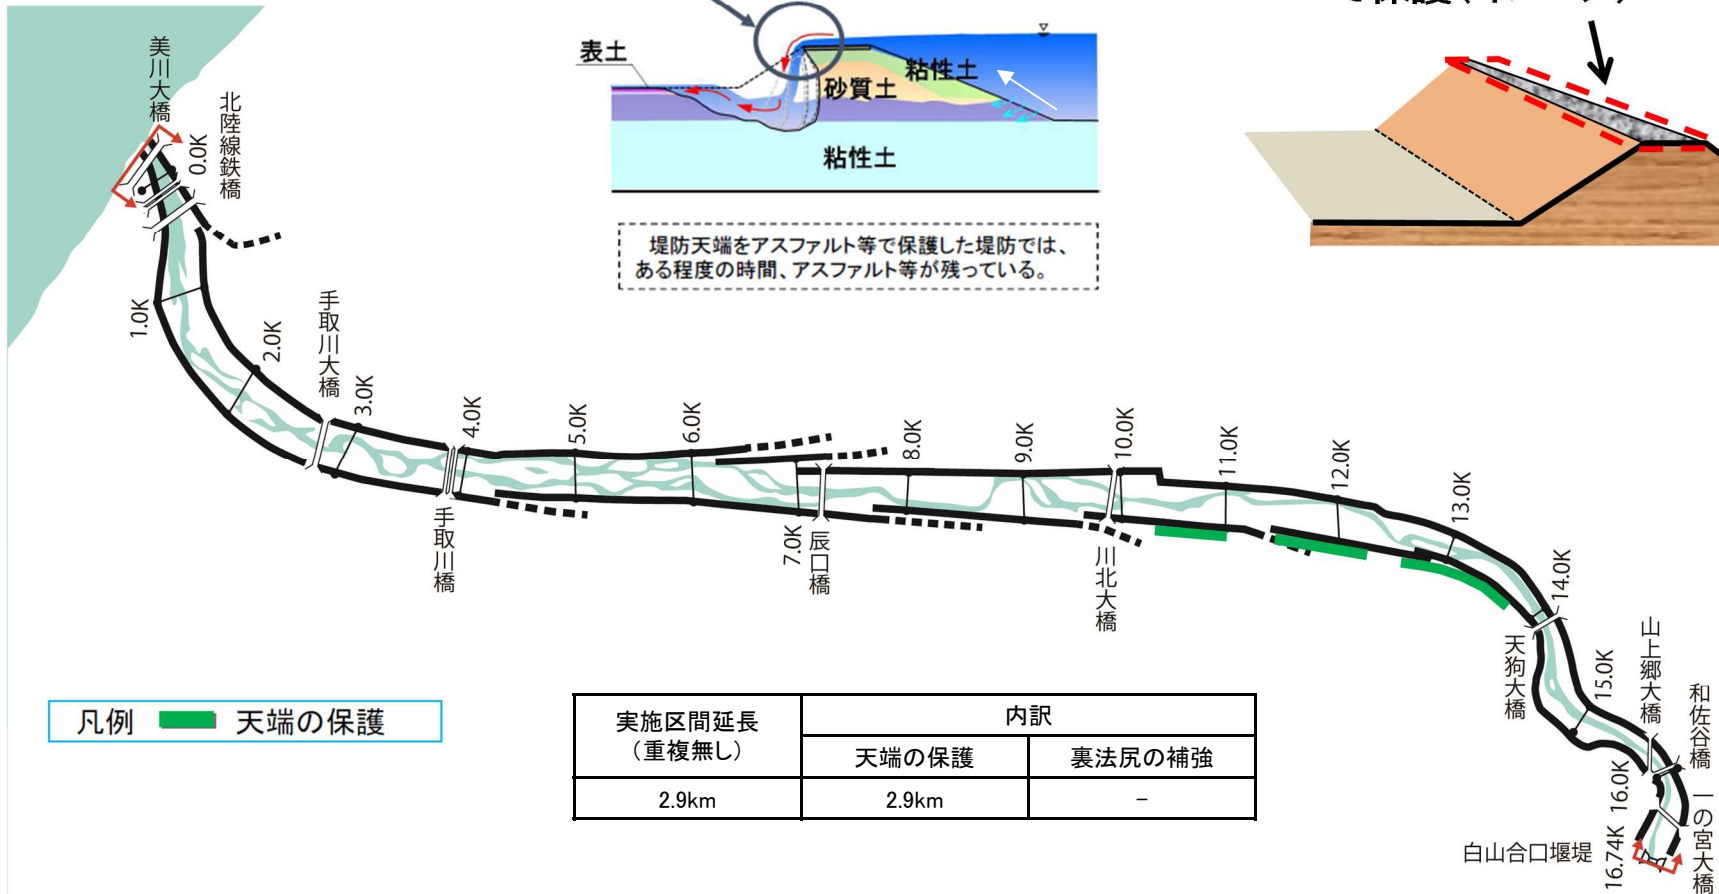 表土
粘性土
砂質土
粘性土
堤防天端をアスファルト等で保護した堤防では、
ある程度の時間、アスファルト等が残っている。
美川大橋
北陸線鉄橋
0.0K
1.0K
2.0K
手取川大橋
3.0K
4.0K
手取川橋
5.0K
6.0K
7.0K
辰口橋
8.0K
9.0K
10.0K
川北大橋
11.0K
12.0K
13.0K
14.0K
天狗大橋
15.0K
山上郷大橋
和佐谷橋
16.0K
一の宮大橋
16.74K
白山合口堰堤
凡例 天端の保護
実施区間延長
(重複無し)
内訳
天端の保護 裏法尻の補強
2.9km 2.9km －